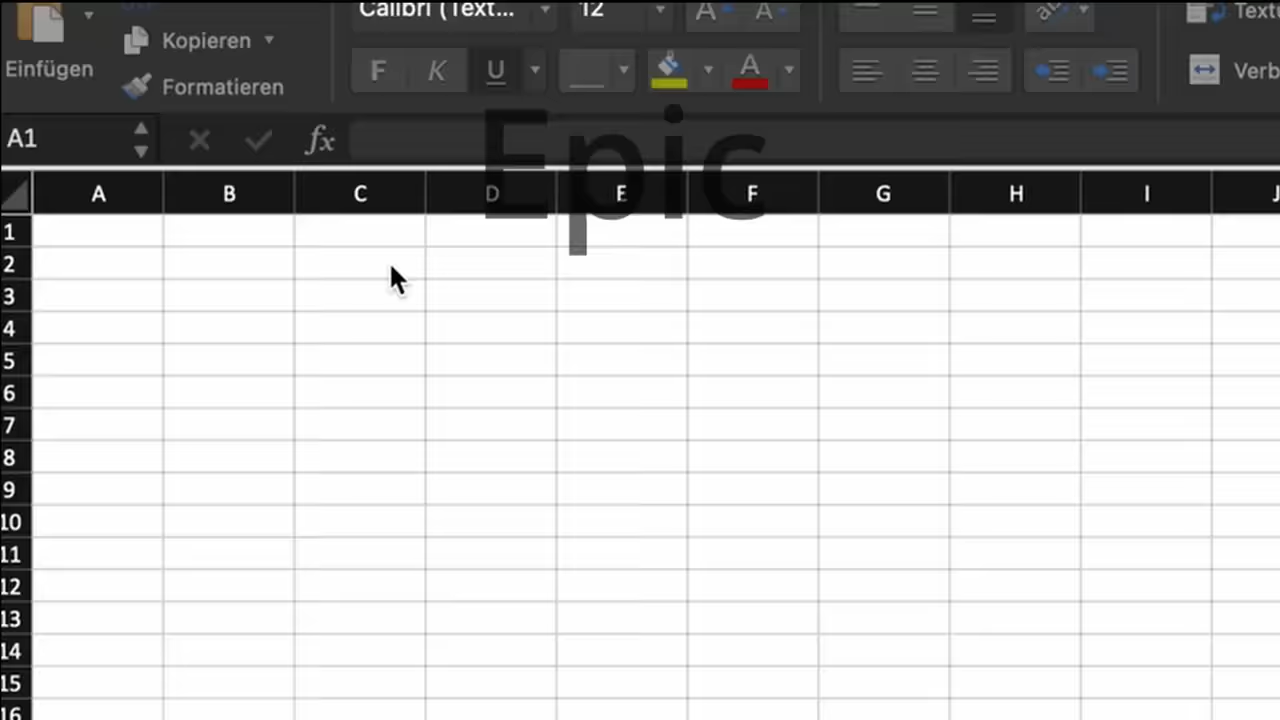 Calibri (Text... 12 A A ab Text
Kopieren
Einfügen
F K U A Verb
Formatieren
Epic
A1 fx
A B C D E F G H I J
1
2
3
4
5
6
7
8
9
10
11
12
13
14
15
16